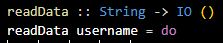 readData :: String -> IO ()
readData username = do